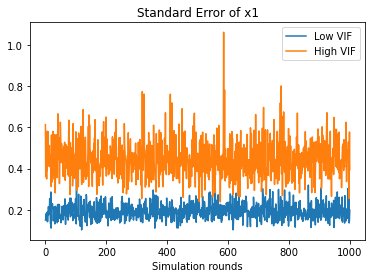 Standard Error of x1
Low VIF
High VIF
1.0
0.8
0.6
0.4
0.2
0 200 400 600 800 1000
Simulation rounds